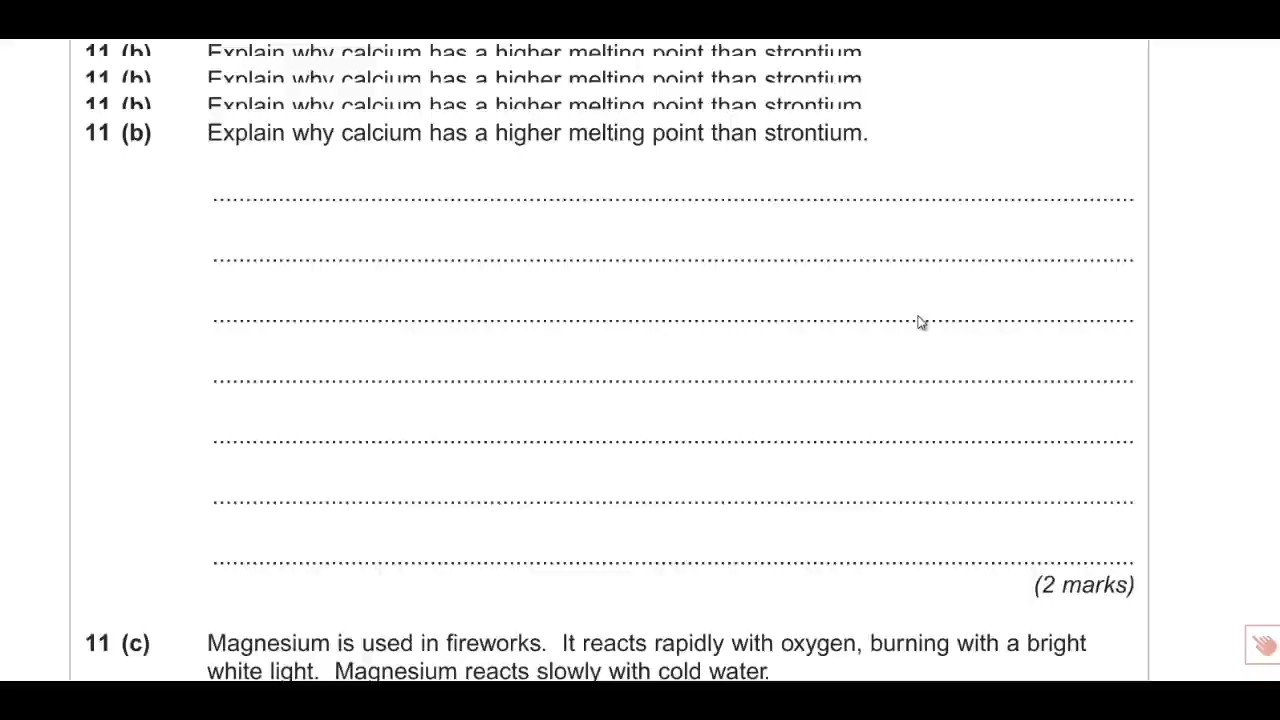 11 (b) Explain why calcium has a higher melting point than strontium.
11 (b) Explain why calcium has a higher melting point than strontium.
11 (b) Explain why calcium has a higher melting point than strontium.
11 (b) Explain why calcium has a higher melting point than strontium.
(2 marks)
11 (c) Magnesium is used in fireworks. It reacts rapidly with oxygen, burning with a bright
white light. Magnesium reacts slowly with cold water.